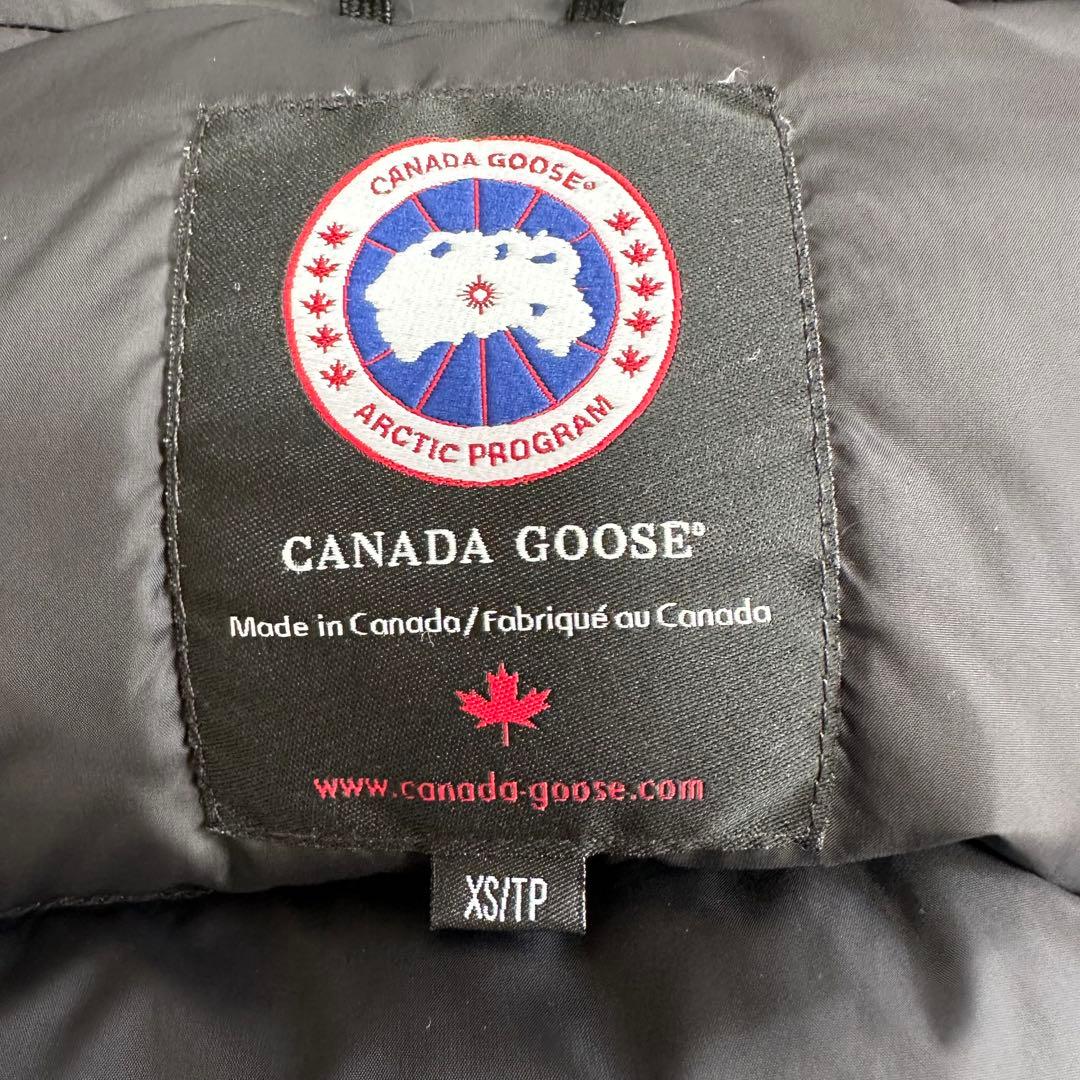 CANADA GOOSE®
ARCTIC PROGRAM
CANADA GOOSE®
Made in Canada/Fabriqué au Canada
www.canada-goose.com
XS/TP